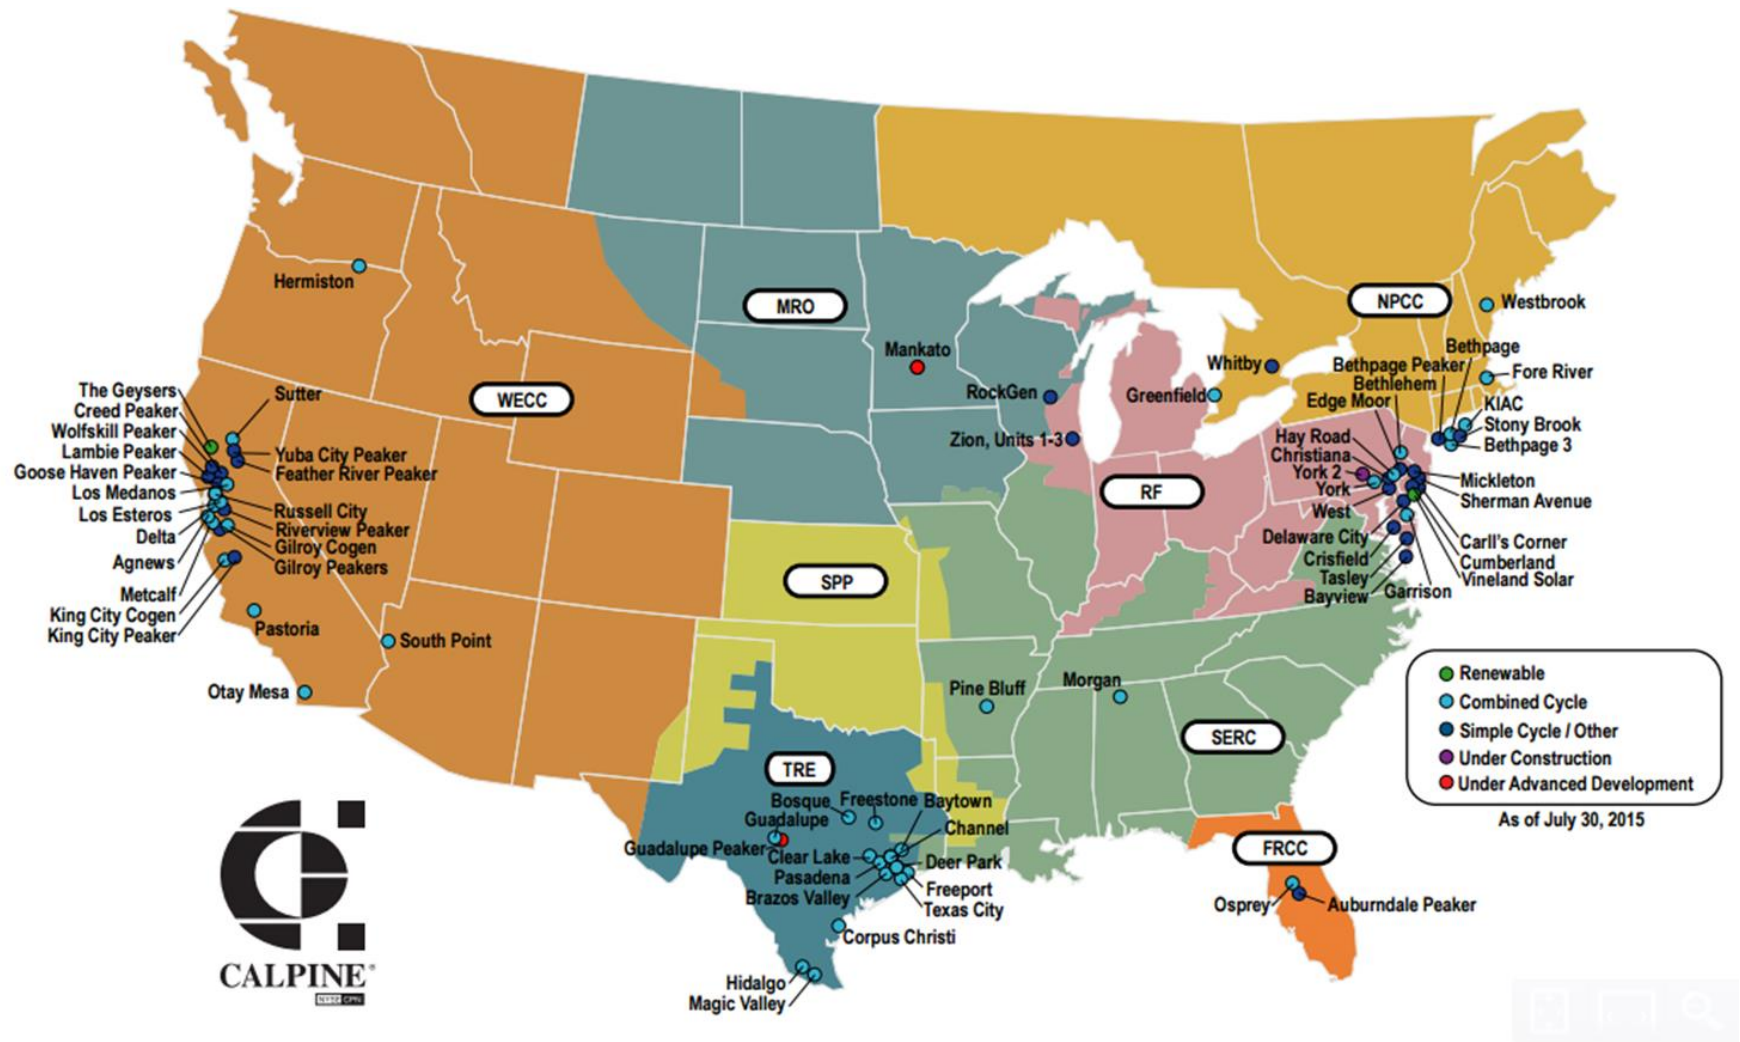 Hermiston
The Geysers
Creed Peaker
Wolfskill Peaker
Lambie Peaker
Goose Haven Peaker
Los Medanos
Los Esteros
Delta
Agnews
Metcalf
King City Cogen
King City Peaker
Sutter
Yuba City Peaker
Feather River Peaker
Russell City
Riverview Peaker
Gilroy Cogen
Gilroy Peakers
Pastoria
South Point
Otay Mesa
WECC
MRO
Mankato
RockGen
Zion, Units 1-3
SPP
TRE
Bosque
Freestone
Baytown
Guadalupe
Channel
Guadalupe Peaker
Clear Lake
Deer Park
Pasadena
Freeport
Brazos Valley
Texas City
Corpus Christi
Hidalgo
Magic Valley
Pine Bluff
Morgan
SERC
FRCC
Osprey
Auburndale Peaker
RF
Greenfield
Whitby
NPCC
Westbrook
Bethpage
Bethpage Peaker
Fore River
Bethlehem
Edge Moor
KIAC
Stony Brook
Bethpage 3
Hay Road
Christiana
York 2
York
West
Mickleton
Sherman Avenue
Delaware City
Crisfield
Tasley
Bayview
Garrison
Carll's Corner
Cumberland
Vineland Solar
Renewable
Combined Cycle
Simple Cycle / Other
Under Construction
Under Advanced Development
As of July 30, 2015
CALPINE®
NYSE CPN